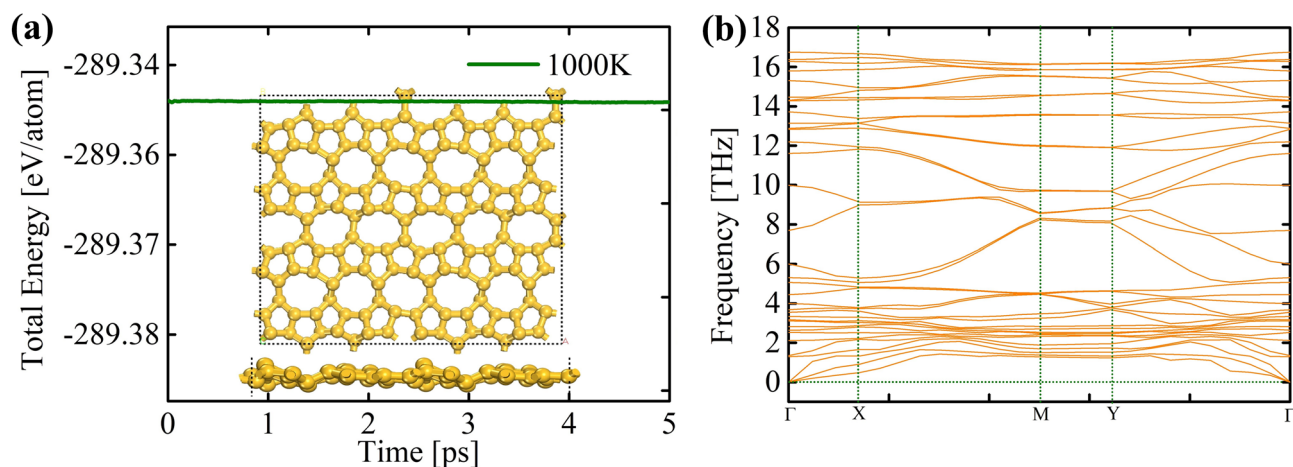 (a)
Total Energy [eV/atom]
-289.34
-289.36
-289.37
-289.38
1000K
0 1 2 3 4 5
Time [ps]
(b)
Frequency [THz]
18
16
14
12
10
8
6
4
2
0
Γ X M Y Γ